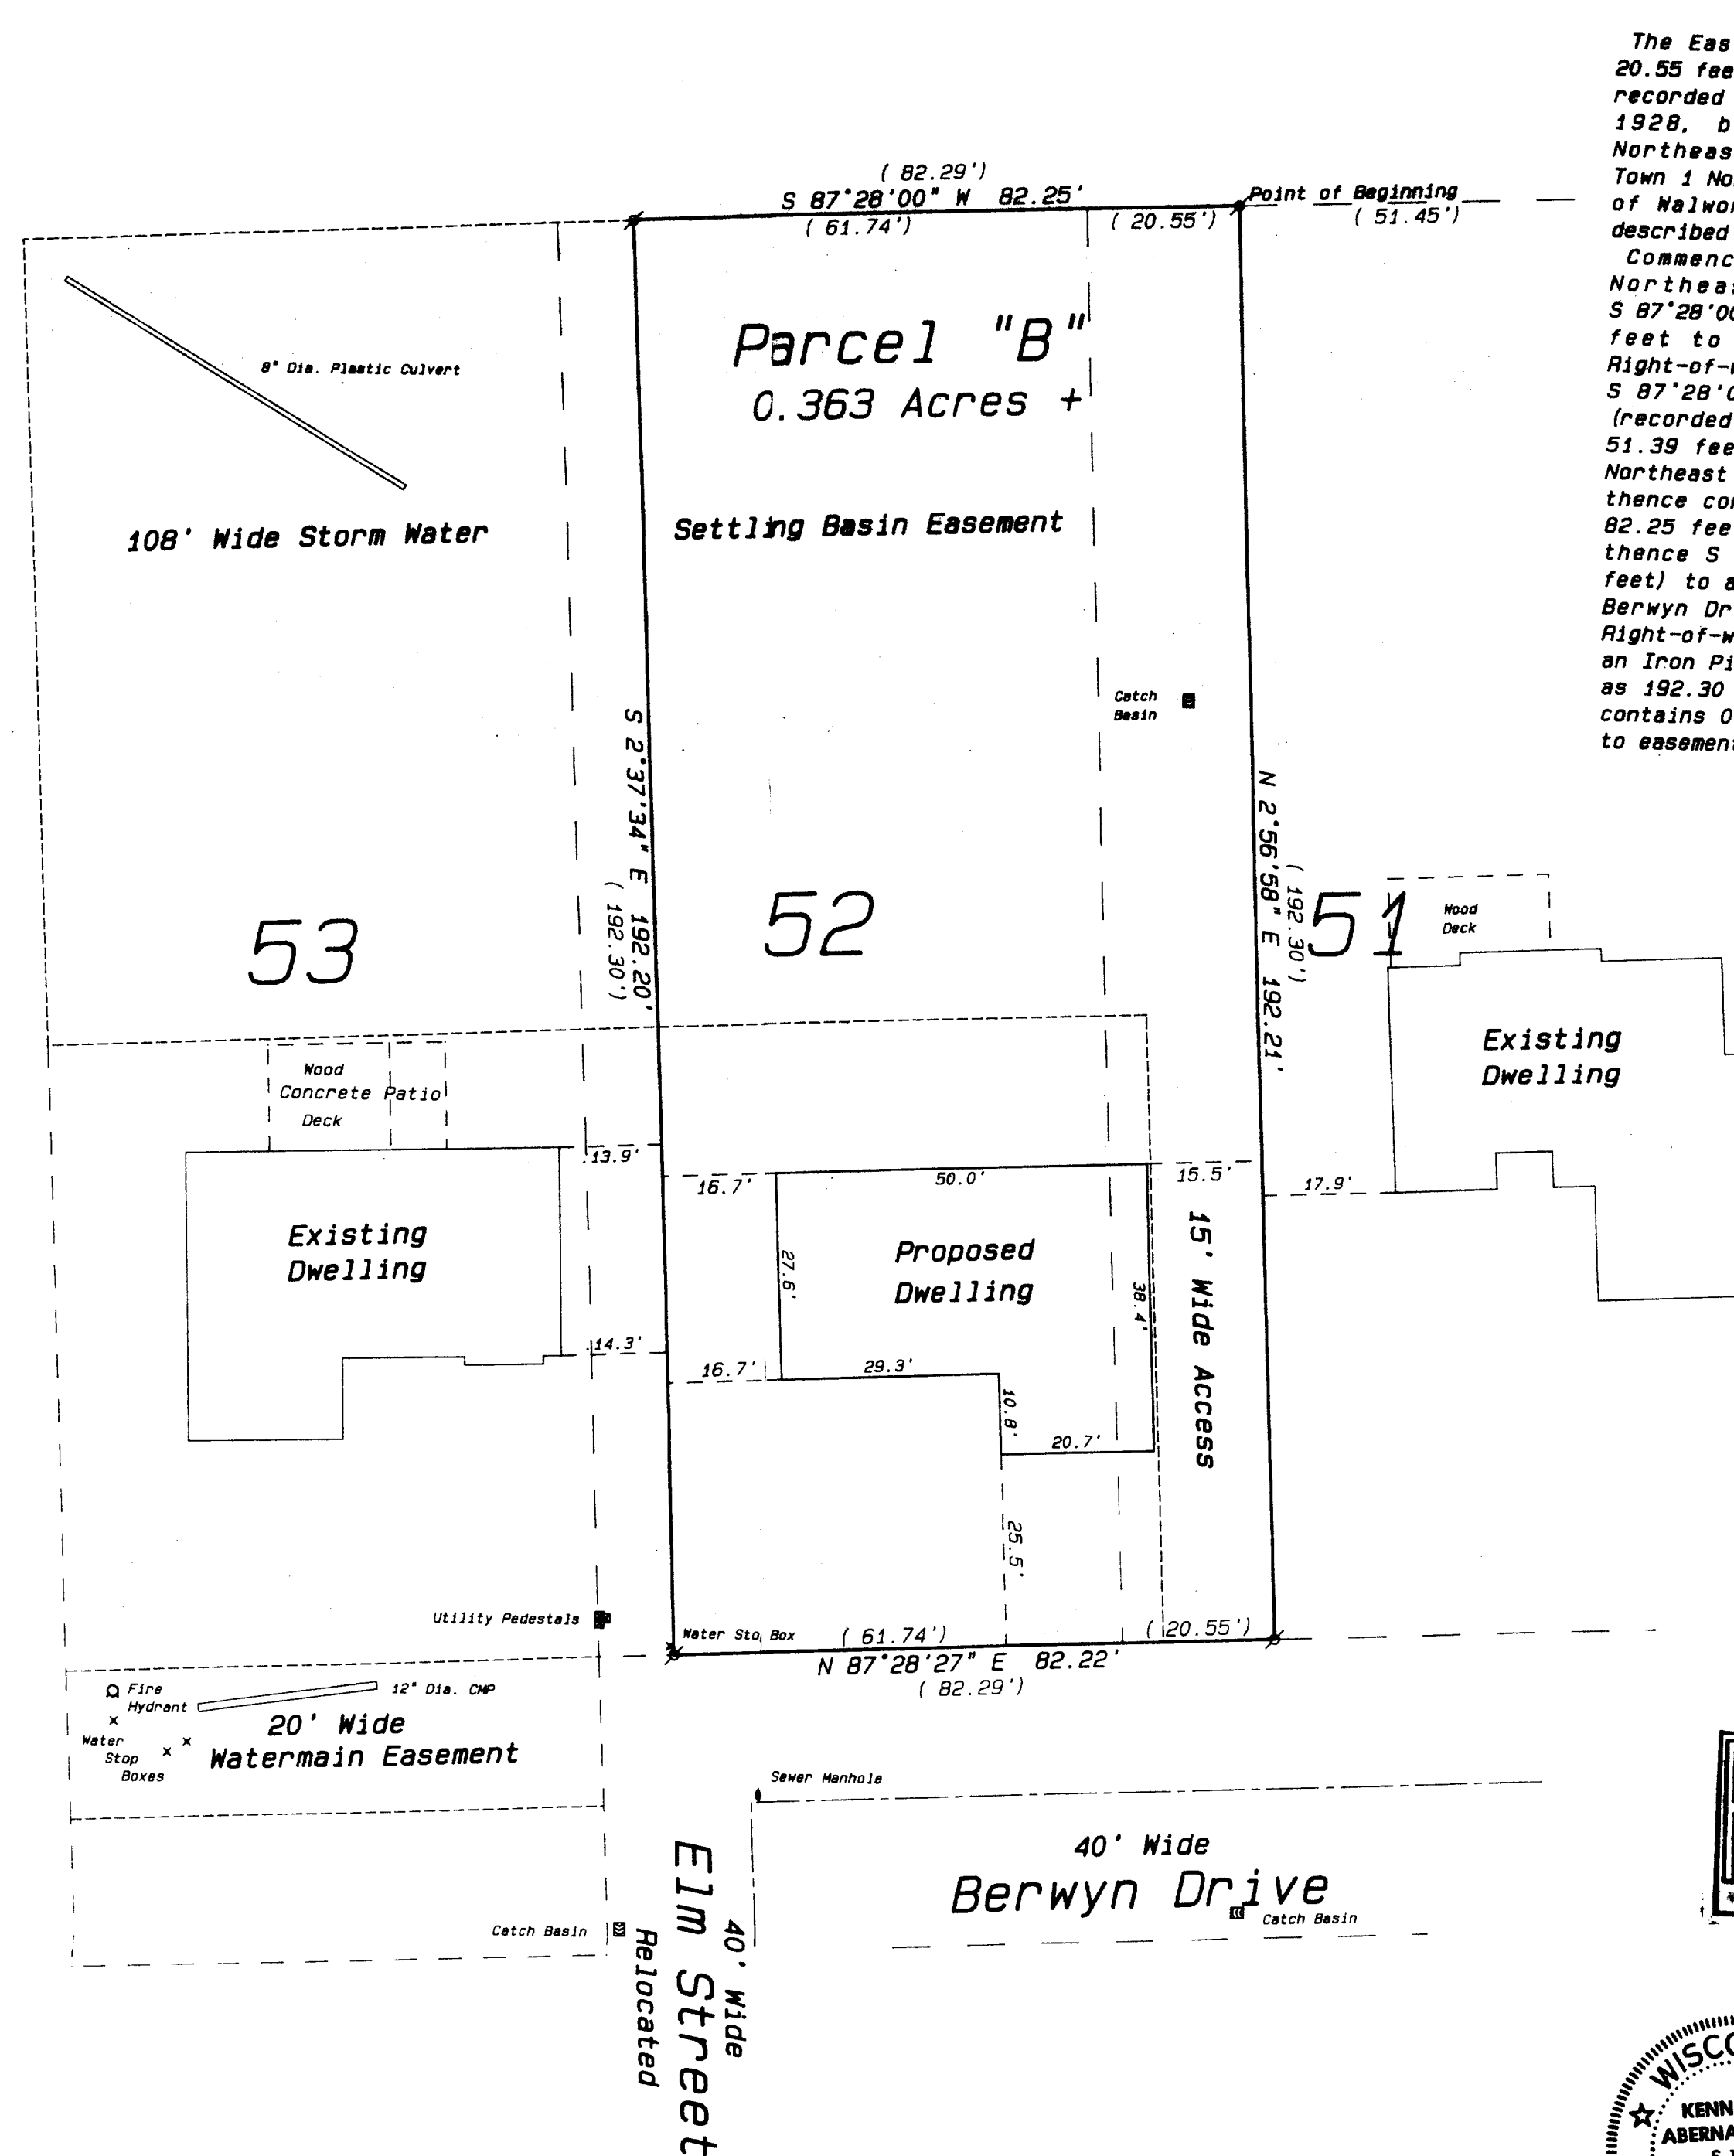 The Eas
20.55 fee
recorded
1928, b
Northeas
Town 1 No
of Walwor
described
Commenc
Northeas
S 87°28'00
feet to
Right-of-w
S 87°28'0
(recorded
51.39 fee
Northeast
thence con
82.25 fee
thence S
feet) to a
Berwyn Dr
Right-of-w
an Iron Pi
as 192.30
contains 0
to easement
( 82.29')
S 87°28'00" W 82.25'
Point of Beginning
( 61.74')
( 20.55')
( 51.45')
Parcel "B"
0.363 Acres +
8" Dia. Plastic Culvert
108' Wide Storm Water
Settling Basin Easement
Catch
Basin
S 2°37'34" E 192.20'
( 192.30')
N 2°56'58" E 192.21'
( 192.30')
53
52
51
Wood
Deck
Existing
Dwelling
Wood
Concrete Patio
Deck
13.9'
16.7'
50.0'
15.5'
17.9'
Existing
Dwelling
27.6'
Proposed
Dwelling
38.4'
15' Wide Access
14.3'
16.7'
29.3'
10.8'
20.7'
25.5'
Utility Pedestals
Water Sto Box
( 61.74')
( 20.55')
N 87°28'27" E 82.22'
( 82.29')
Fire
Hydrant
12" Dia. CMP
Water
Stop
Boxes
20' Wide
Watermain Easement
Sewer Manhole
40' Wide
Berwyn Drive
Catch Basin
Catch Basin
40' Wide
Elm Street
Relocated
WISCO
KENN
ABERNA